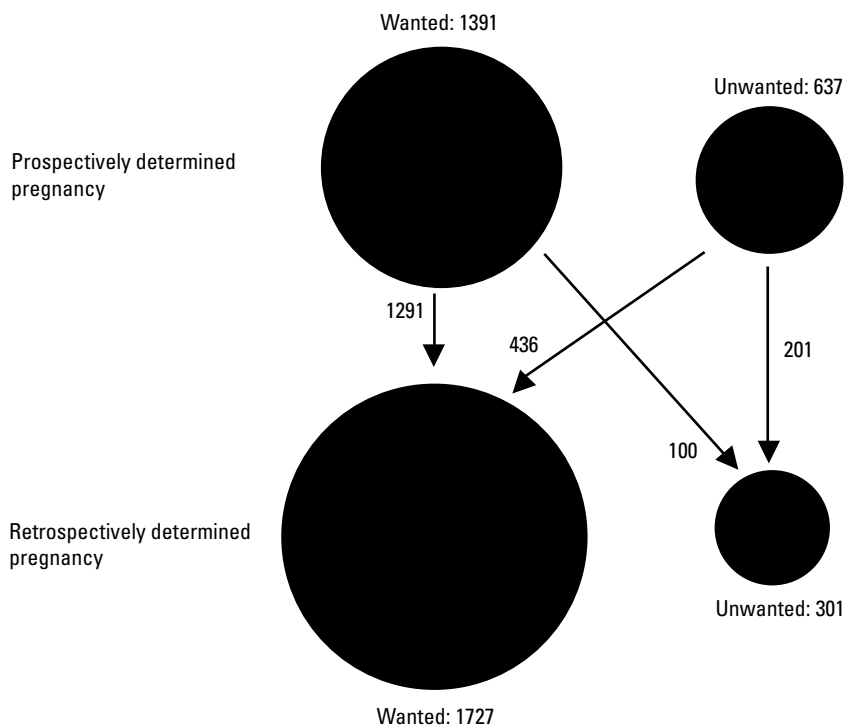 Wanted: 1391
Unwanted: 637
Prospectively determined
pregnancy
1291
436
201
100
Retrospectively determined
pregnancy
Unwanted: 301
Wanted: 1727